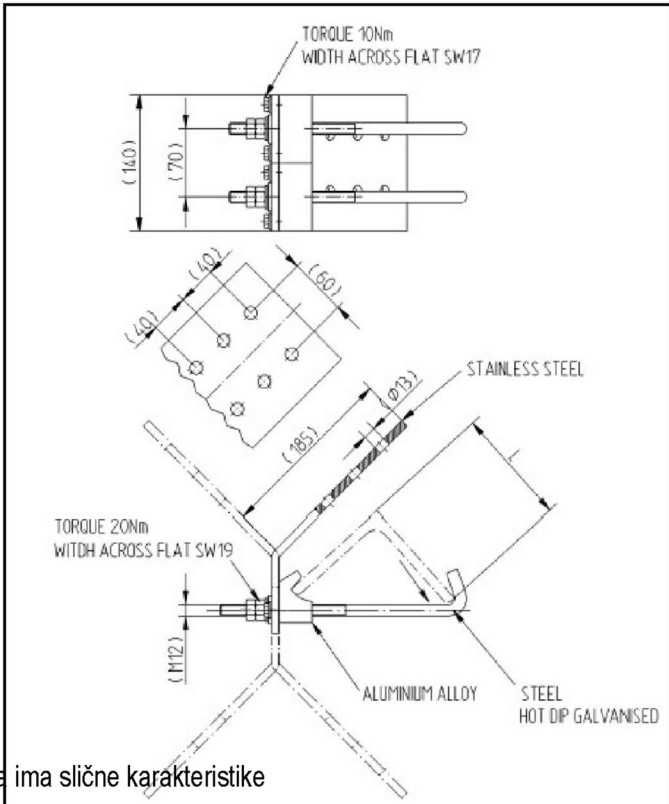 TORQUE 10Nm
WIDTH ACROSS FLAT SW17
(140)
(70)
(40)
(40)
(60)
STAINLESS STEEL
(Ø13)
(185)
L
TORQUE 20Nm
WITDH ACROSS FLAT SW19
(M12)
ALUMINIUM ALLOY
STEEL
HOT DIP GALVANISED
ima slične karakteristike